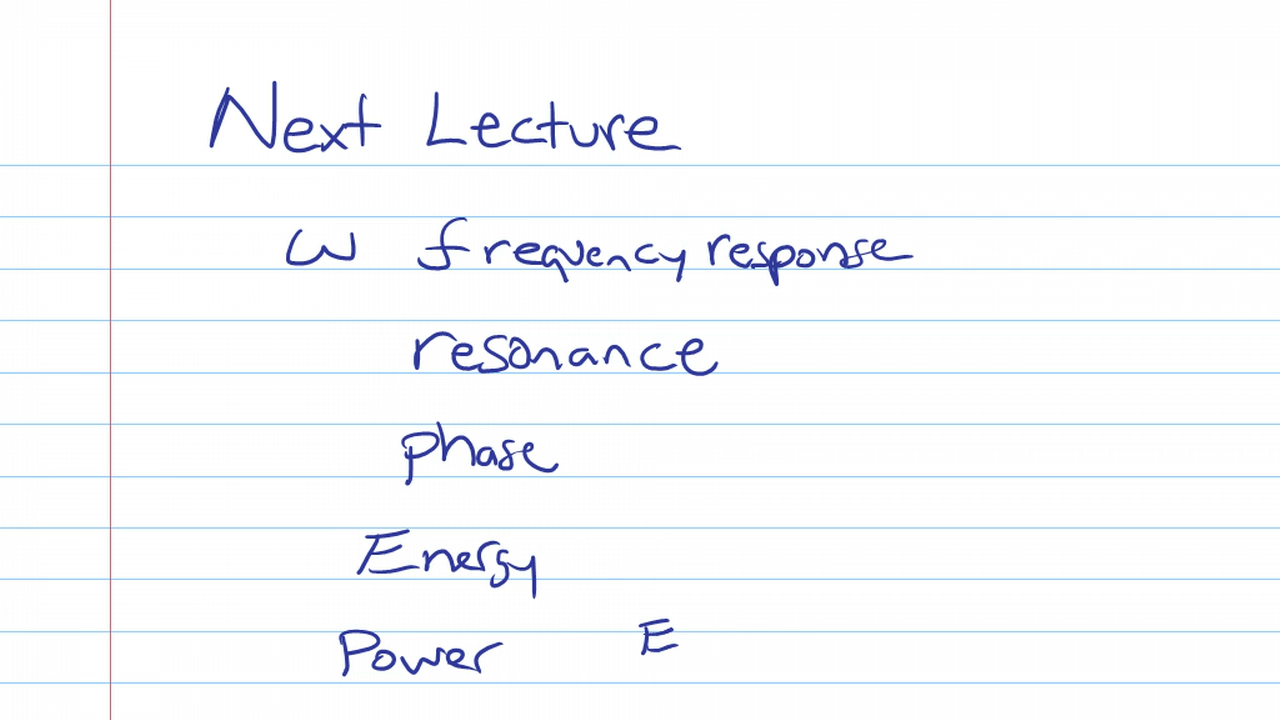 Next Lecture
ω frequency response
resonance
phase
Energy
Power E